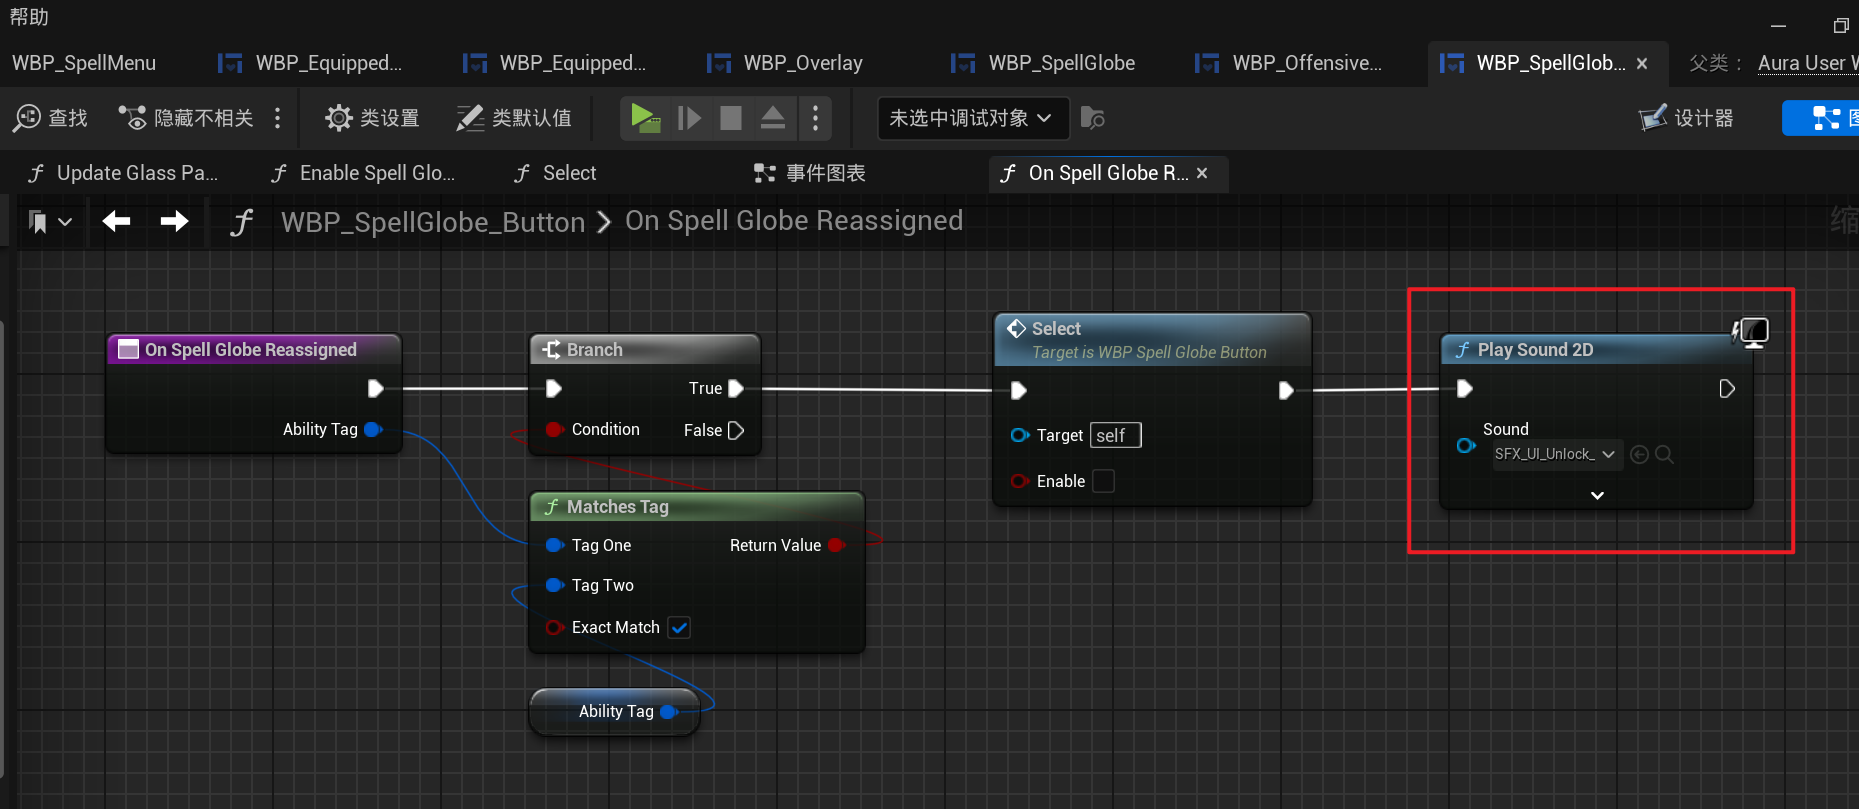 帮助
WBP_SpellMenu
WBP_Equipped...
WBP_Equipped...
WBP_Overlay
WBP_SpellGlobe
WBP_Offensive...
WBP_SpellGlob...
父类：
Aura User W
查找
隐藏不相关
类设置
类默认值
未选中调试对象
设计器
图
Update Glass Pa...
Enable Spell Glo...
Select
事件图表
On Spell Globe R...
WBP_SpellGlobe_Button
On Spell Globe Reassigned
缩
On Spell Globe Reassigned
Ability Tag
Branch
True
Condition
False
Matches Tag
Tag One
Return Value
Tag Two
Exact Match
Ability Tag
Select
Target is WBP Spell Globe Button
Target self
Enable
Play Sound 2D
Sound
SFX_UI_Unlock_